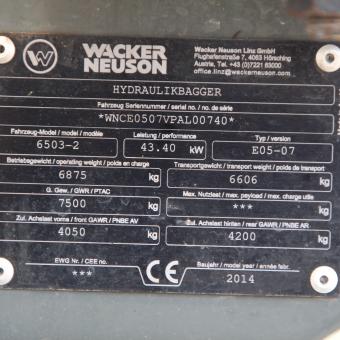 WACKER
NEUSON
Wacker Neuson Linz GmbH
Flughafenstraße 7, 4063 Hörsching
Austria, Tel. +43 (0)7221 63000
office.linz@wackerneuson.com
HYDRAULIKBAGGER
Fahrzeug Seriennummer / serial no. / no. de série
*WNCE0507VPAL00740*
Fahrzeug-Model / model / modèle
Leistung / performance
Typ / version
6503-2
43.40 kW
E05-07
Betriebsgewicht / operating weight / poids en charge
Transportgewicht / transport weight / poids de transport
6875 kg
6606 kg
G. Gew. / GWR / PTAC
Max. Nutzlast / max. payload / max. charge utile
7500 kg
*** kg
Zul. Achslast vorne / front GAWR / PNBE AV
Zul. Achslast hinten / rear GAWR / PNBE AR
4050 kg
4200 kg
EWG Nr. / CEE no.
***
CE
Baujahr / model year / année fabr.
2014